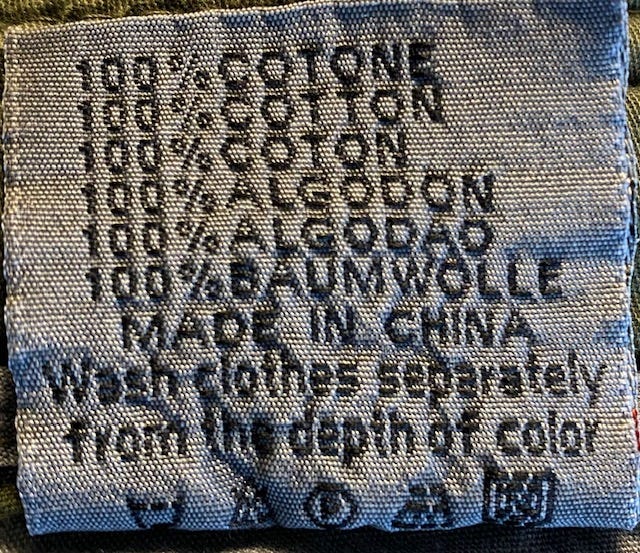 100%COTONE
100%COTTON
100%COTON
100%ALGODON
100%ALGODAO
100%BAUMWOLLE
MADE IN CHINA
Wash clothes separately
from the depth of color